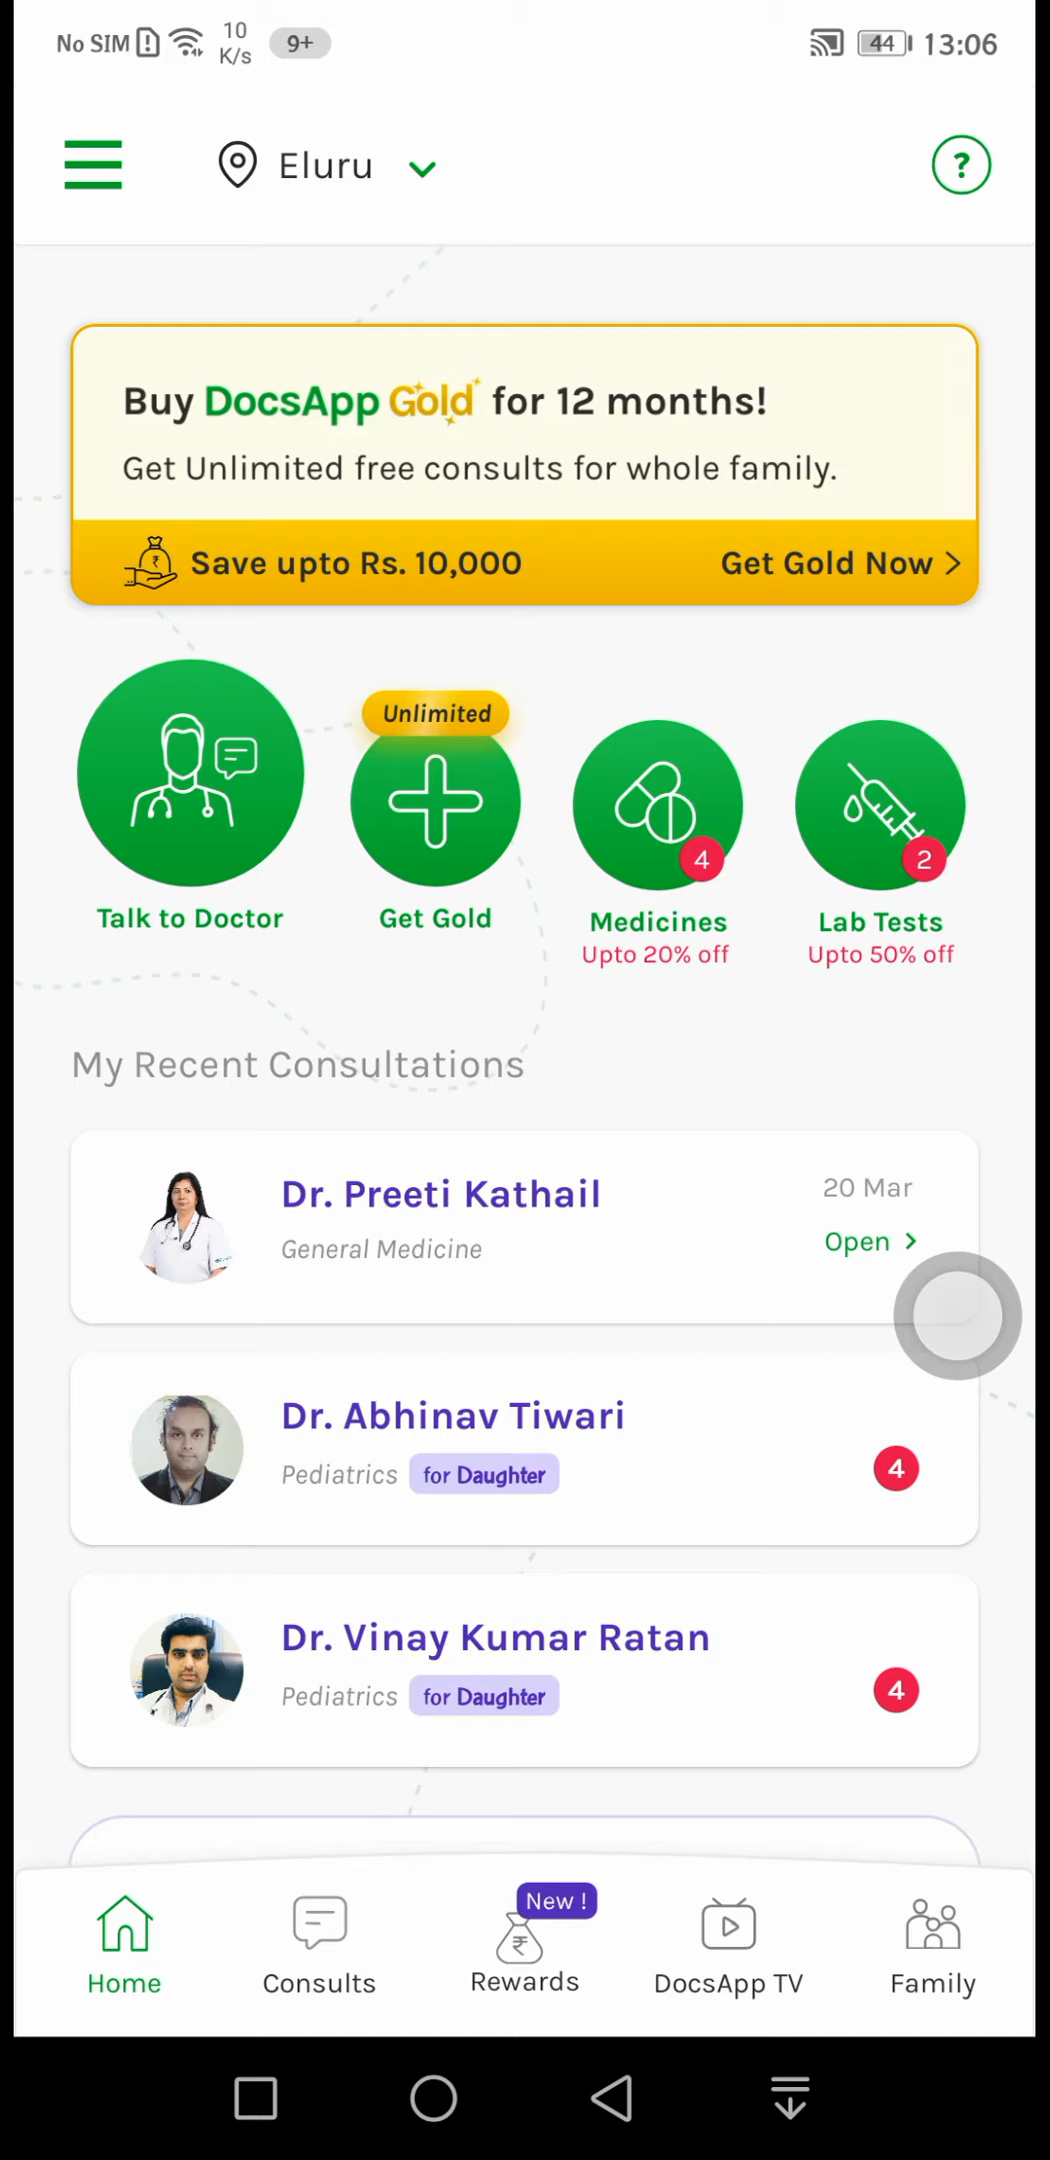 No SIM
10
K/s
9+
44
13:06
Eluru
?
Buy DocsApp Gold for 12 months!
Get Unlimited free consults for whole family.
Save upto Rs. 10,000
Get Gold Now >
Unlimited
4
2
Talk to Doctor
Get Gold
Medicines
Lab Tests
Upto 20% off
Upto 50% off
My Recent Consultations
Dr. Preeti Kathail
20 Mar
General Medicine
Open >
Dr. Abhinav Tiwari
Pediatrics
for Daughter
4
Dr. Vinay Kumar Ratan
Pediatrics
for Daughter
4
New !
₹
Home
Consults
Rewards
DocsApp TV
Family